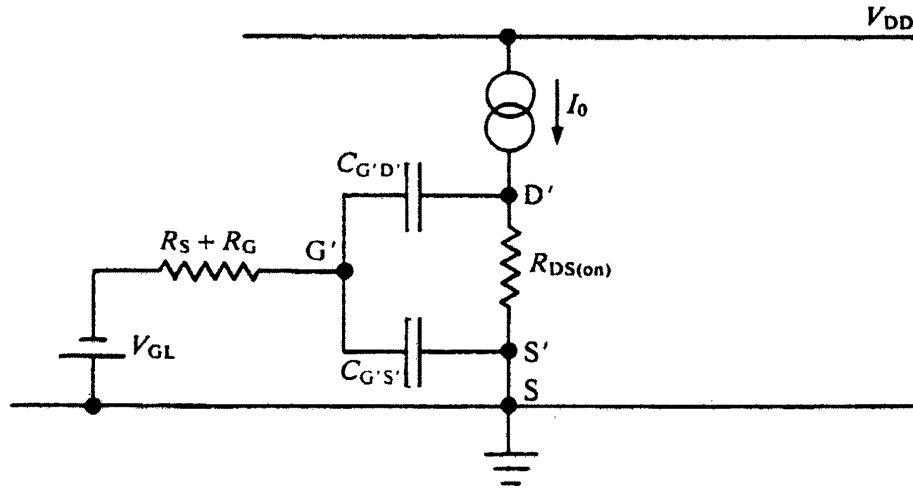 V_DD
I_0
C_G'D'
D'
R_S + R_G
G'
R_DS(on)
V_GL
S'
C_G'S'
S